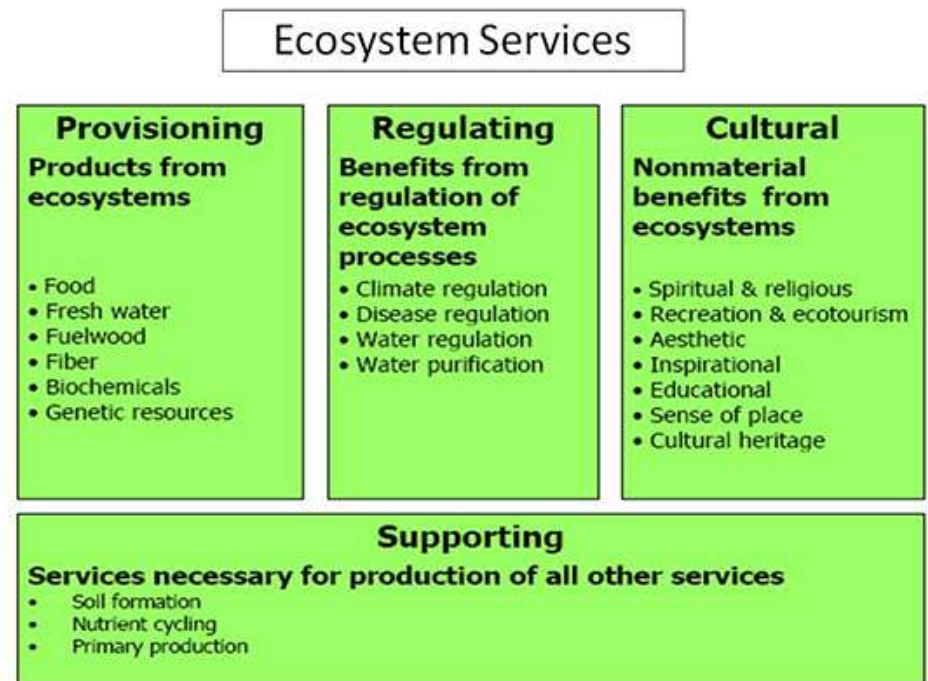 Ecosystem Services
Provisioning
Products from
ecosystems
• Food
• Fresh water
• Fuelwood
• Fiber
• Biochemicals
• Genetic resources
Regulating
Benefits from
regulation of
ecosystem
processes
• Climate regulation
• Disease regulation
• Water regulation
• Water purification
Cultural
Nonmaterial
benefits from
ecosystems
• Spiritual & religious
• Recreation & ecotourism
• Aesthetic
• Inspirational
• Educational
• Sense of place
• Cultural heritage
Supporting
Services necessary for production of all other services
• Soil formation
• Nutrient cycling
• Primary production